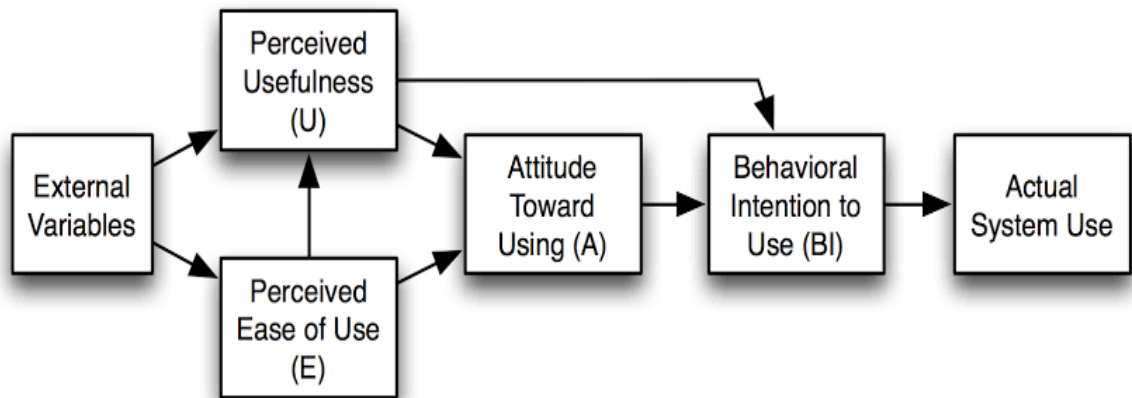 External
Variables
Perceived
Usefulness
(U)
Perceived
Ease of Use
(E)
Attitude
Toward
Using (A)
Behavioral
Intention to
Use (BI)
Actual
System Use